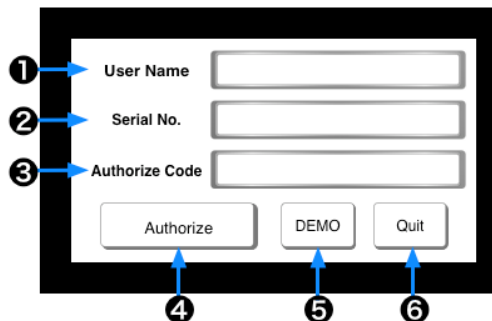 ❶ User Name
❷ Serial No.
❸ Authorize Code
Authorize DEMO Quit
❹ ❺ ❻